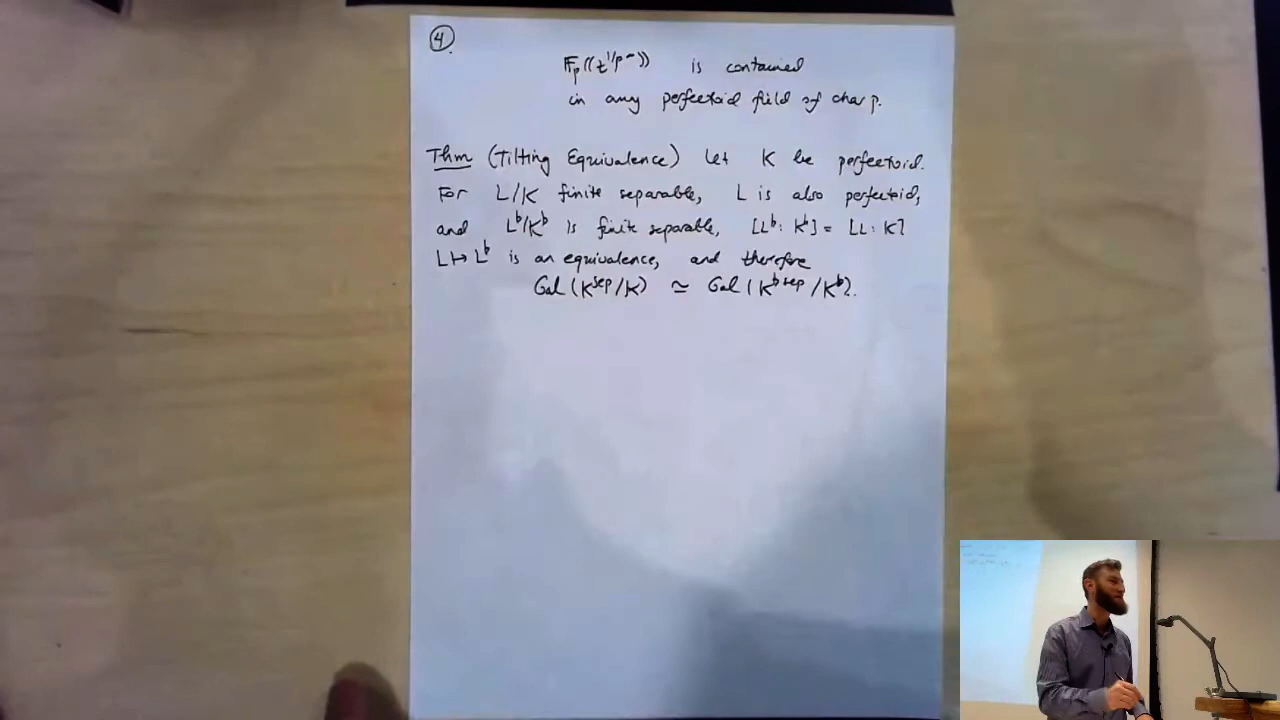 4
𝔽p((t^{1/p^∞})) is contained
in any perfectoid field of char p.
Thm (Tilting Equivalence) Let K be perfectoid.
For L/K finite separable, L is also perfectoid,
and L^♭/K^♭ is finite separable, [L^♭ : K^♭] = [L : K]
L ↦ L^♭ is an equivalence, and therefore
Gal(K^sep/K) ≃ Gal(K^♭sep/K^♭).